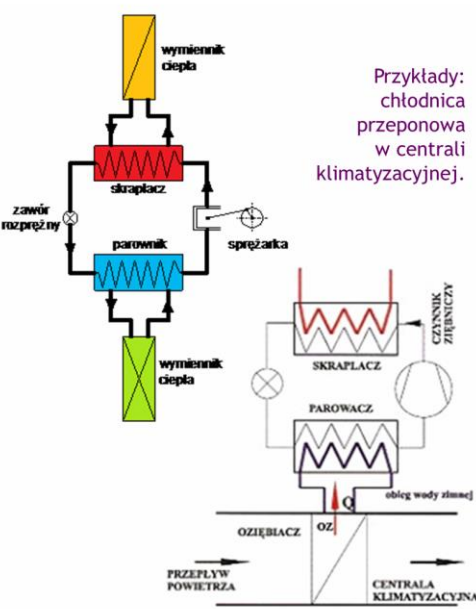 wymiennik
ciepła
Przykłady:
chłodnica
przeponowa
w centrali
klimatyzacyjnej.
skraplacz
zawór
rozprężny
sprężarka
parownik
wymiennik
ciepła
CZYNNIK
ZIĘBNICZY
SKRAPLACZ
PAROWACZ
obieg wody zimnej
Q
OZ
OZIĘBIACZ
PRZEPŁYW
POWIETRZA
CENTRALA
KLIMATYZACYJNA